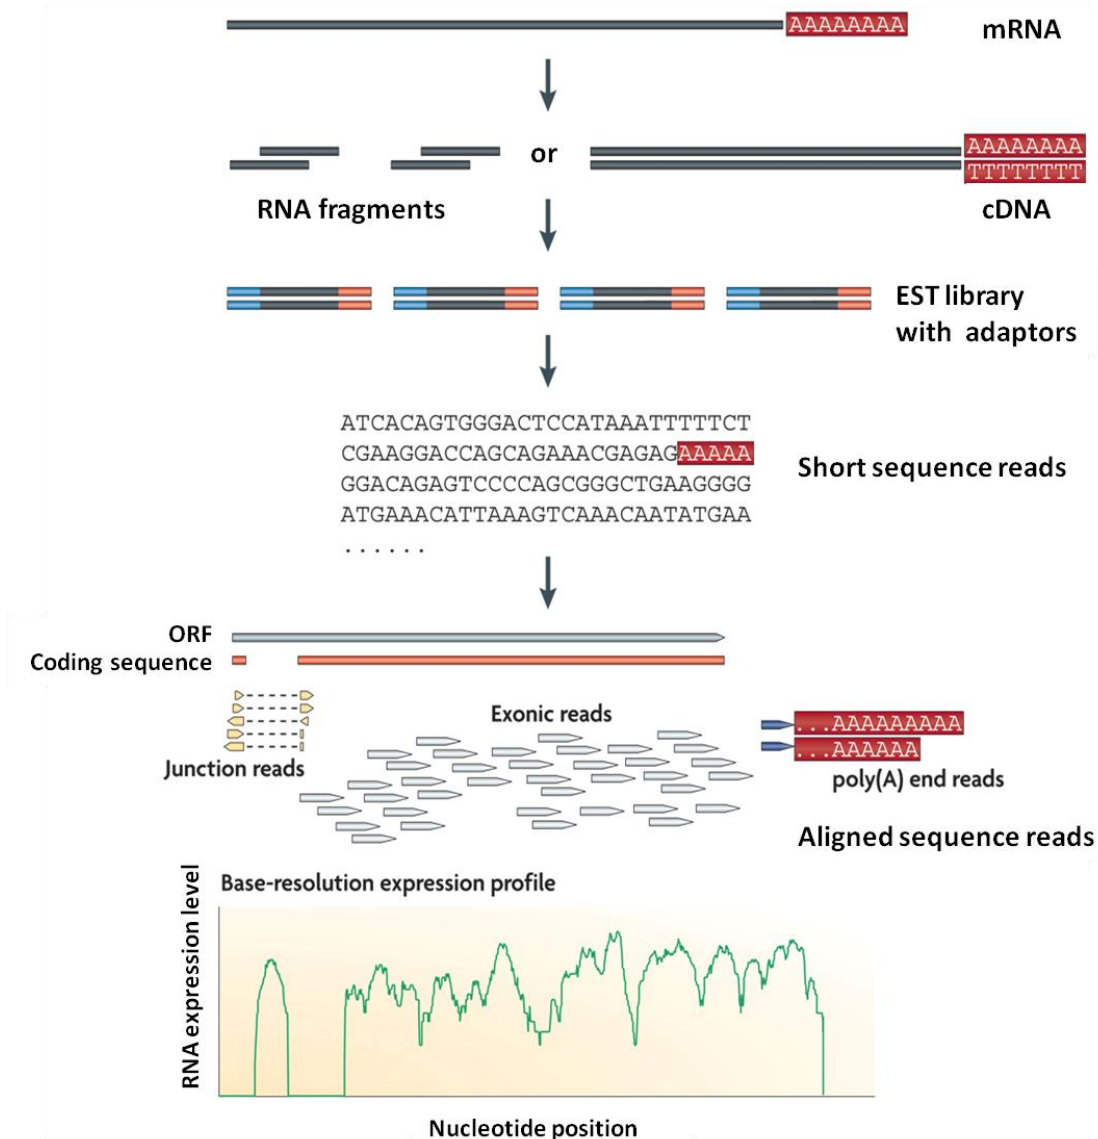 AAAAAAAA
mRNA
or
AAAAAAAA
TTTTTTTT
RNA fragments
cDNA
EST library
with adaptors
ATCACAGTGGGACTCCATAAATTTTTCT
CGAAGGACCAGCAGAAACGAGAGAAAAA
GGACAGAGTCCCCAGCGGGCTGAAGGGG
ATGAAACATTAAAGTCAAACAATATGAA
. . . . . .
Short sequence reads
ORF
Coding sequence
Exonic reads
...AAAAAAAAA
...AAAAAA
Junction reads
poly(A) end reads
Aligned sequence reads
Base-resolution expression profile
RNA expression level
Nucleotide position